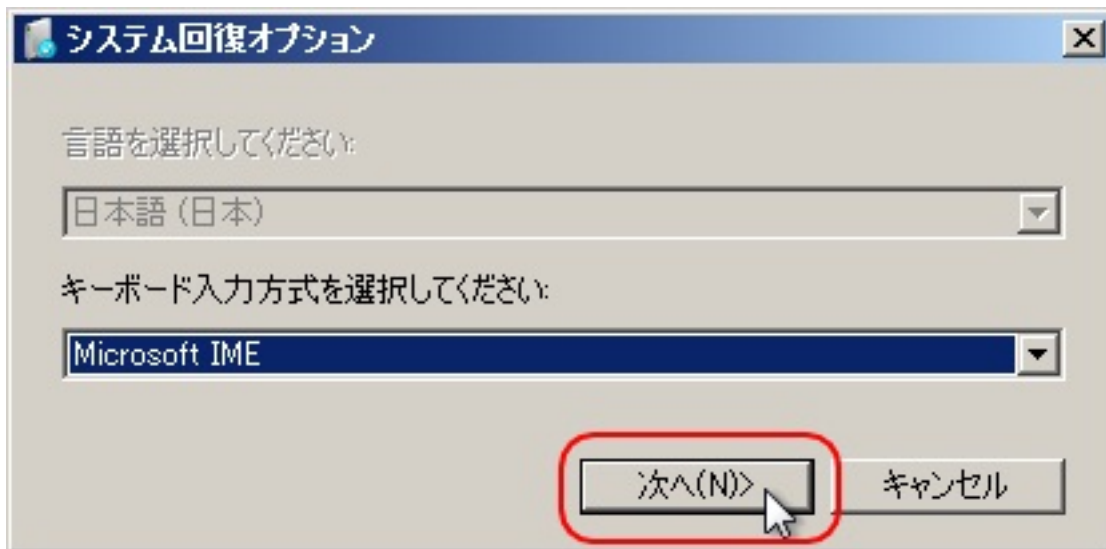 システム回復オプション
言語を選択してください:
日本語 (日本)
キーボード入力方式を選択してください:
Microsoft IME
次へ(N)>
キャンセル